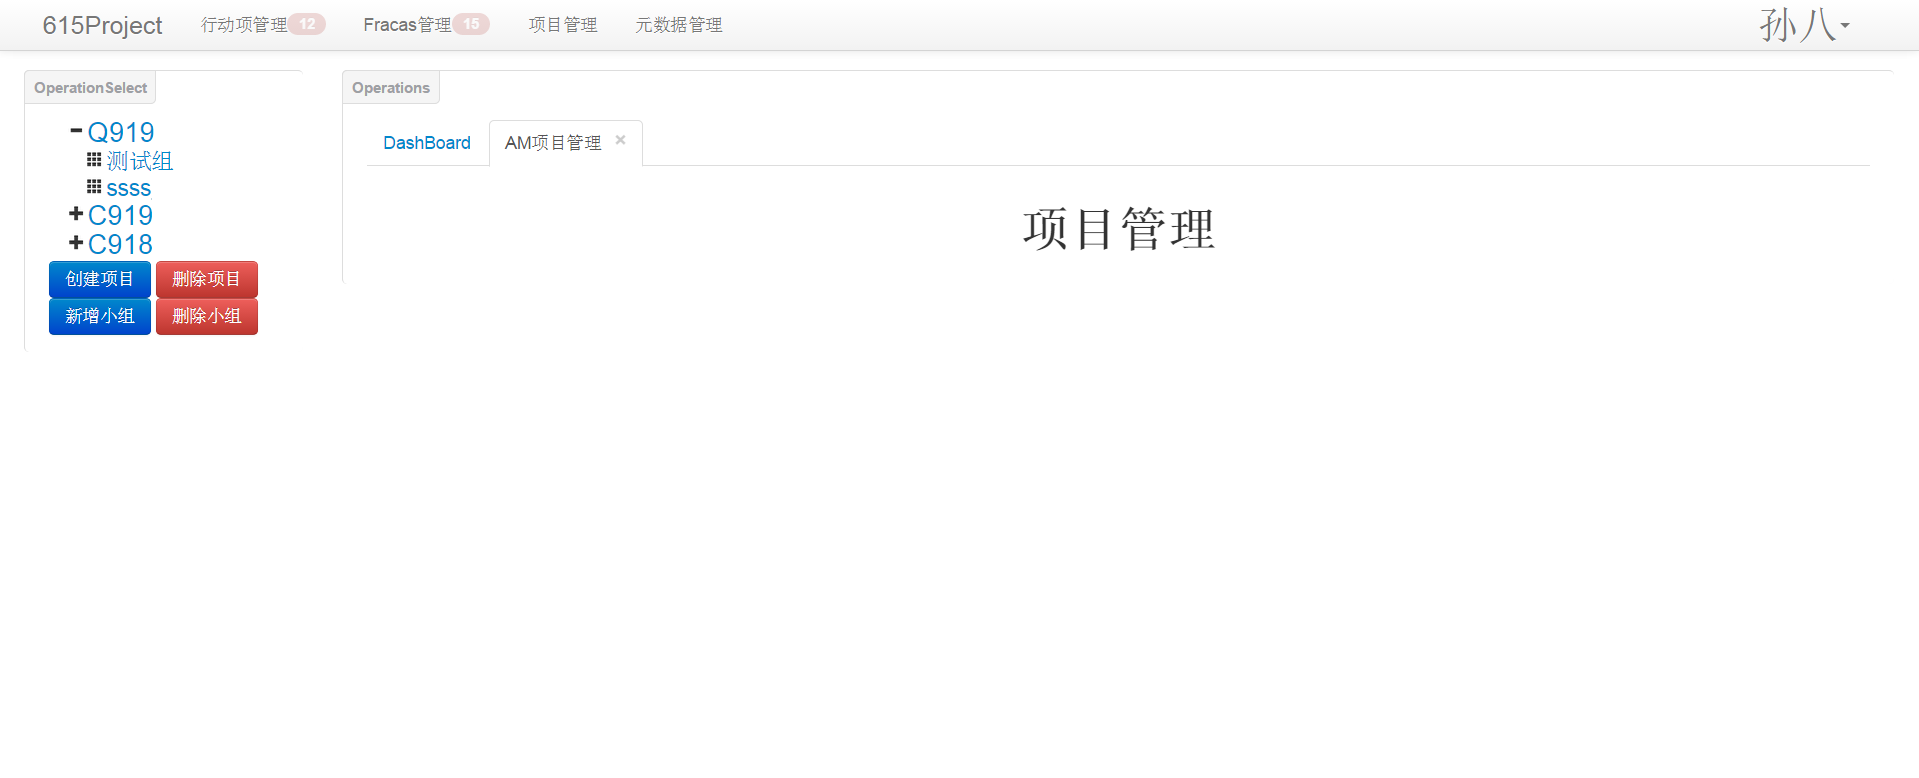 615Project 行动项管理 12 Fracas管理 15 项目管理 元数据管理 孙八
OperationSelect
Q919
测试组
ssss
C919
C918
创建项目 删除项目
新增小组 删除小组
Operations
DashBoard AM项目管理 ×
项目管理